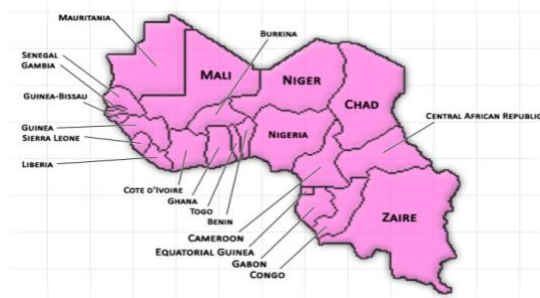 MAURITANIA
BURKINA
SENEGAL
GAMBIA
MALI
NIGER
CHAD
GUINEA-BISSAU
CENTRAL AFRICAN REPUBLIC
GUINEA
SIERRA LEONE
NIGERIA
LIBERIA
COTE D'IVOIRE
GHANA
TOGO
BENIN
ZAIRE
CAMEROON
EQUATORIAL GUINEA
GABON
CONGO